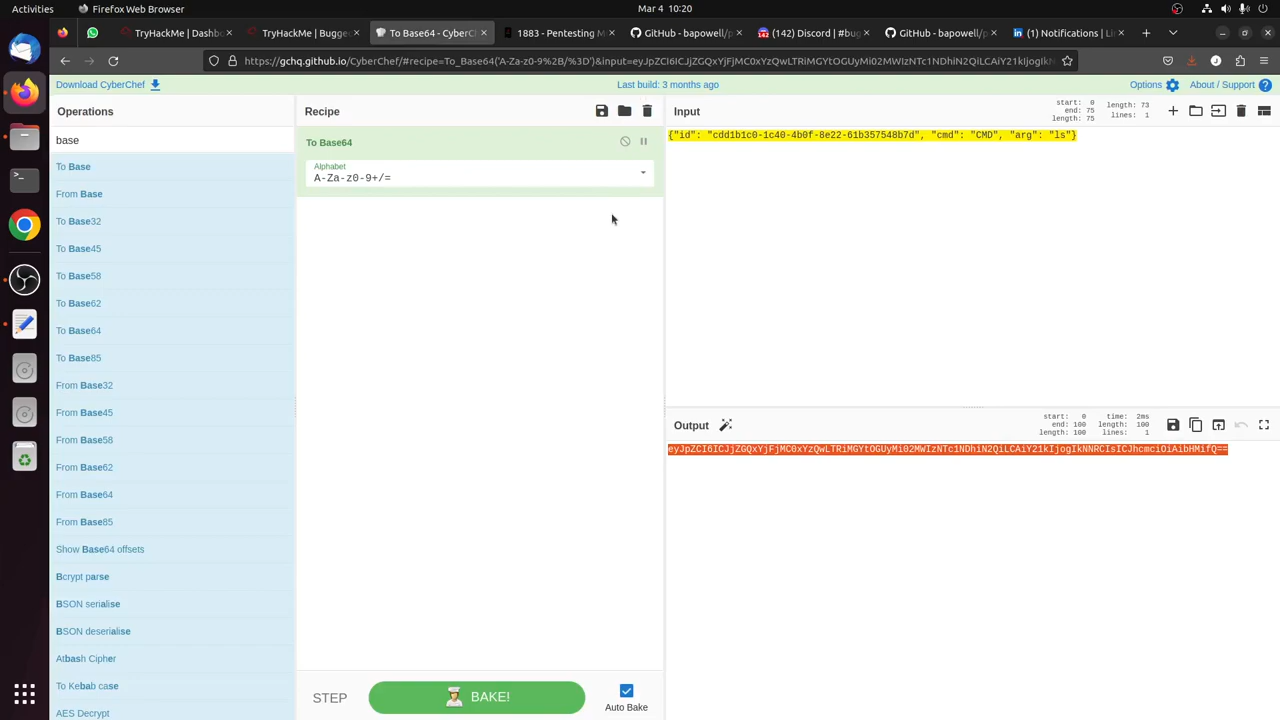 Activities
Firefox Web Browser
Mar 4 10:20
TryHackMe | Dashbo
TryHackMe | Bugged
To Base64 - CyberChe
1883 - Pentesting M
GitHub - bapowell/p
(142) Discord | #bug
GitHub - bapowell/p
(1) Notifications | Lin
https://gchq.github.io/CyberChef/#recipe=To_Base64('A-Za-z0-9%2B/%3D')&input=eyJpZCI6ICJjZGQxYjFjMC0xYzQwLTRiMGYtOGUyMi02MWIzNTc1NDhiN2QiLCAiY21kIjogIkN
Download CyberChef
Last build: 3 months ago
Options
About / Support
Operations
Recipe
Input
start: 0
end: 75
length: 75
length: 73
lines: 1
base
To Base64
{"id": "cdd1b1c0-1c40-4b0f-8e22-61b357548b7d", "cmd": "CMD", "arg": "ls"}
Alphabet
A-Za-z0-9+/=
To Base
From Base
To Base32
To Base45
To Base58
To Base62
To Base64
To Base85
From Base32
From Base45
From Base58
From Base62
From Base64
From Base85
Show Base64 offsets
Bcrypt parse
BSON serialise
BSON deserialise
Atbash Cipher
To Kebab case
AES Decrypt
Output
start: 0
end: 100
length: 100
time: 2ms
length: 100
lines: 1
eyJpZCI6ICJjZGQxYjFjMC0xYzQwLTRiMGYtOGUyMi02MWIzNTc1NDhiN2QiLCAiY21kIjogIkNNRCIsICJhcmciOiAibHMifQ==
STEP
BAKE!
Auto Bake